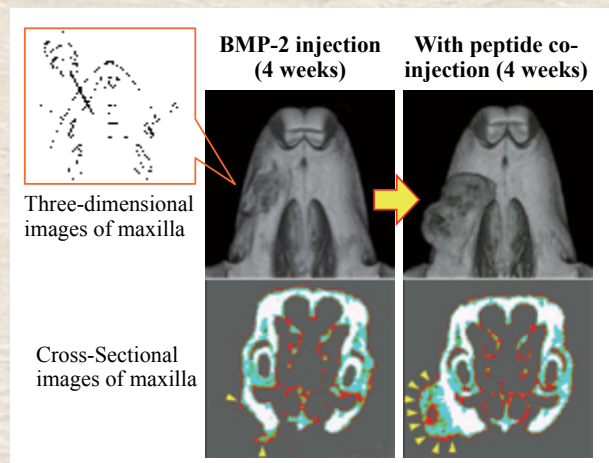 BMP-2 injection
(4 weeks)
With peptide co-
injection (4 weeks)
Three-dimensional
images of maxilla
Cross-Sectional
images of maxilla